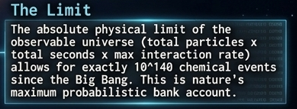 The Limit
The absolute physical limit of the
observable universe (total particles x
total seconds x max interaction rate)
allows for exactly 10^140 chemical events
since the Big Bang. This is nature's
maximum probabilistic bank account.